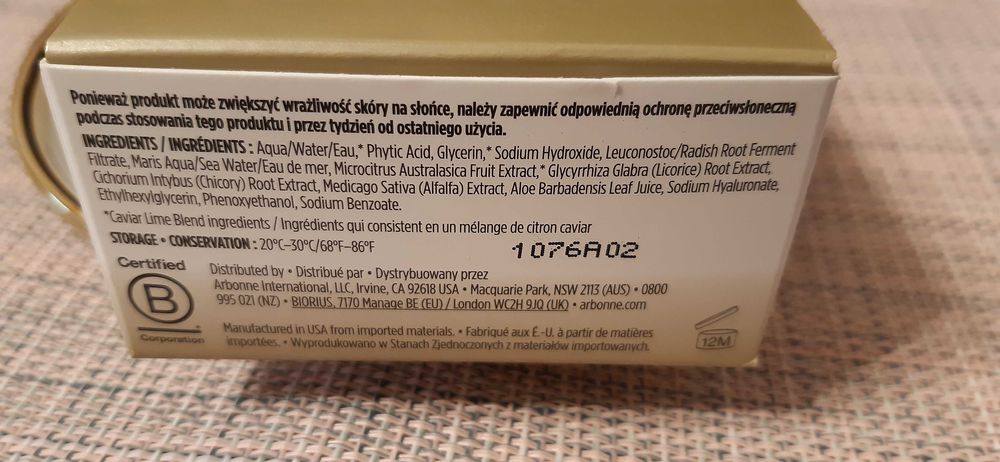 Ponieważ produkt może zwiększyć wrażliwość skóry na słońce, należy zapewnić odpowiednią ochronę przeciwsłoneczną
podczas stosowania tego produktu i przez tydzień od ostatniego użycia.
INGREDIENTS / INGRÉDIENTS : Aqua/Water/Eau,* Phytic Acid, Glycerin,* Sodium Hydroxide, Leuconostoc/Radish Root Ferment
Filtrate, Maris Aqua/Sea Water/Eau de mer, Microcitrus Australasica Fruit Extract,* Glycyrrhiza Glabra (Licorice) Root Extract,
Cichorium Intybus (Chicory) Root Extract, Medicago Sativa (Alfalfa) Extract, Aloe Barbadensis Leaf Juice, Sodium Hyaluronate,
Ethylhexylglycerin, Phenoxyethanol, Sodium Benzoate.
*Caviar Lime Blend ingredients / Ingrédients qui consistent en un mélange de citron caviar
STORAGE • CONSERVATION : 20°C–30°C/68°F–86°F
1076A02
Certified
B
Corporation
Distributed by • Distribué par • Dystrybuowany przez
Arbonne International, LLC, Irvine, CA 92618 USA • Macquarie Park, NSW 2113 (AUS) • 0800
995 021 (NZ) • BIORIUS, 7170 Manage BE (EU) / London WC2H 9JQ (UK) • arbonne.com
Manufactured in USA from imported materials. • Fabriqué aux É.-U. à partir de matières
importées. • Wyprodukowano w Stanach Zjednoczonych z materiałów importowanych.
12M